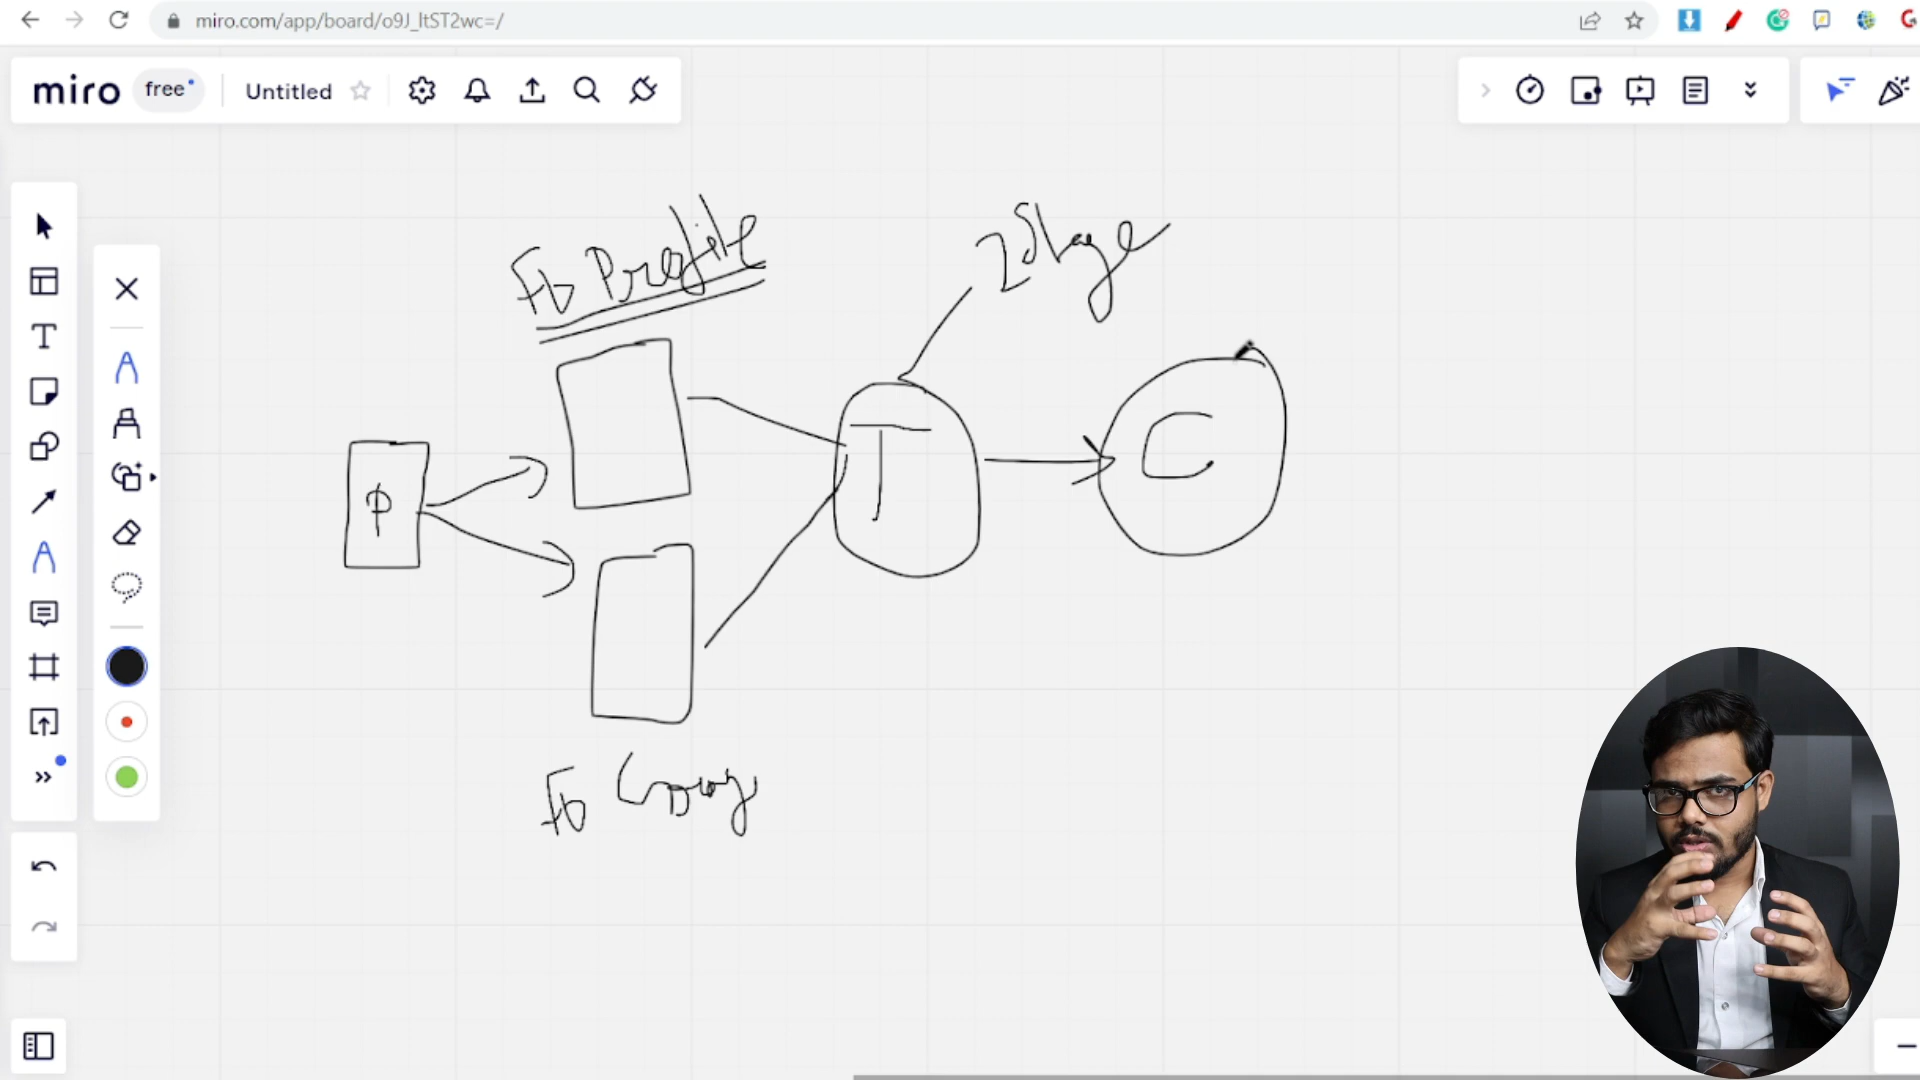 miro.com/app/board/o9J_ltST2wc=/
miro free Untitled
Fb Profile
2 Stage
P
T
C
Fb Group